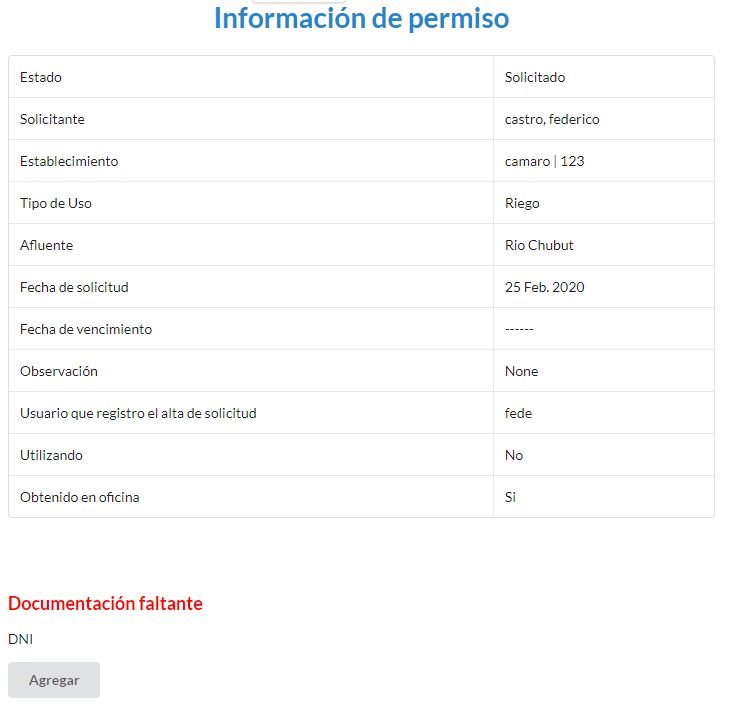 Información de permiso
Estado Solicitado
Solicitante castro, federico
Establecimiento camaro | 123
Tipo de Uso Riego
Afluente Rio Chubut
Fecha de solicitud 25 Feb. 2020
Fecha de vencimiento ------
Observación None
Usuario que registro el alta de solicitud fede
Utilizando No
Obtenido en oficina Si
Documentación faltante
DNI
Agregar